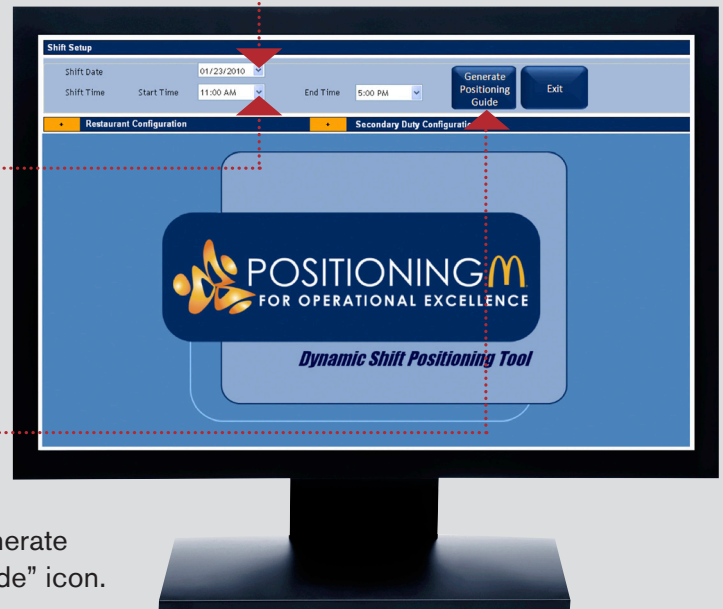 Shift Setup
Shift Date 01/23/2010
Shift Time Start Time 11:00 AM End Time 5:00 PM
Generate
Positioning
Guide
Exit
+ Restaurant Configuration + Secondary Duty Configuration
POSITIONING M
FOR OPERATIONAL EXCELLENCE
Dynamic Shift Positioning Tool
nerate
de” icon.